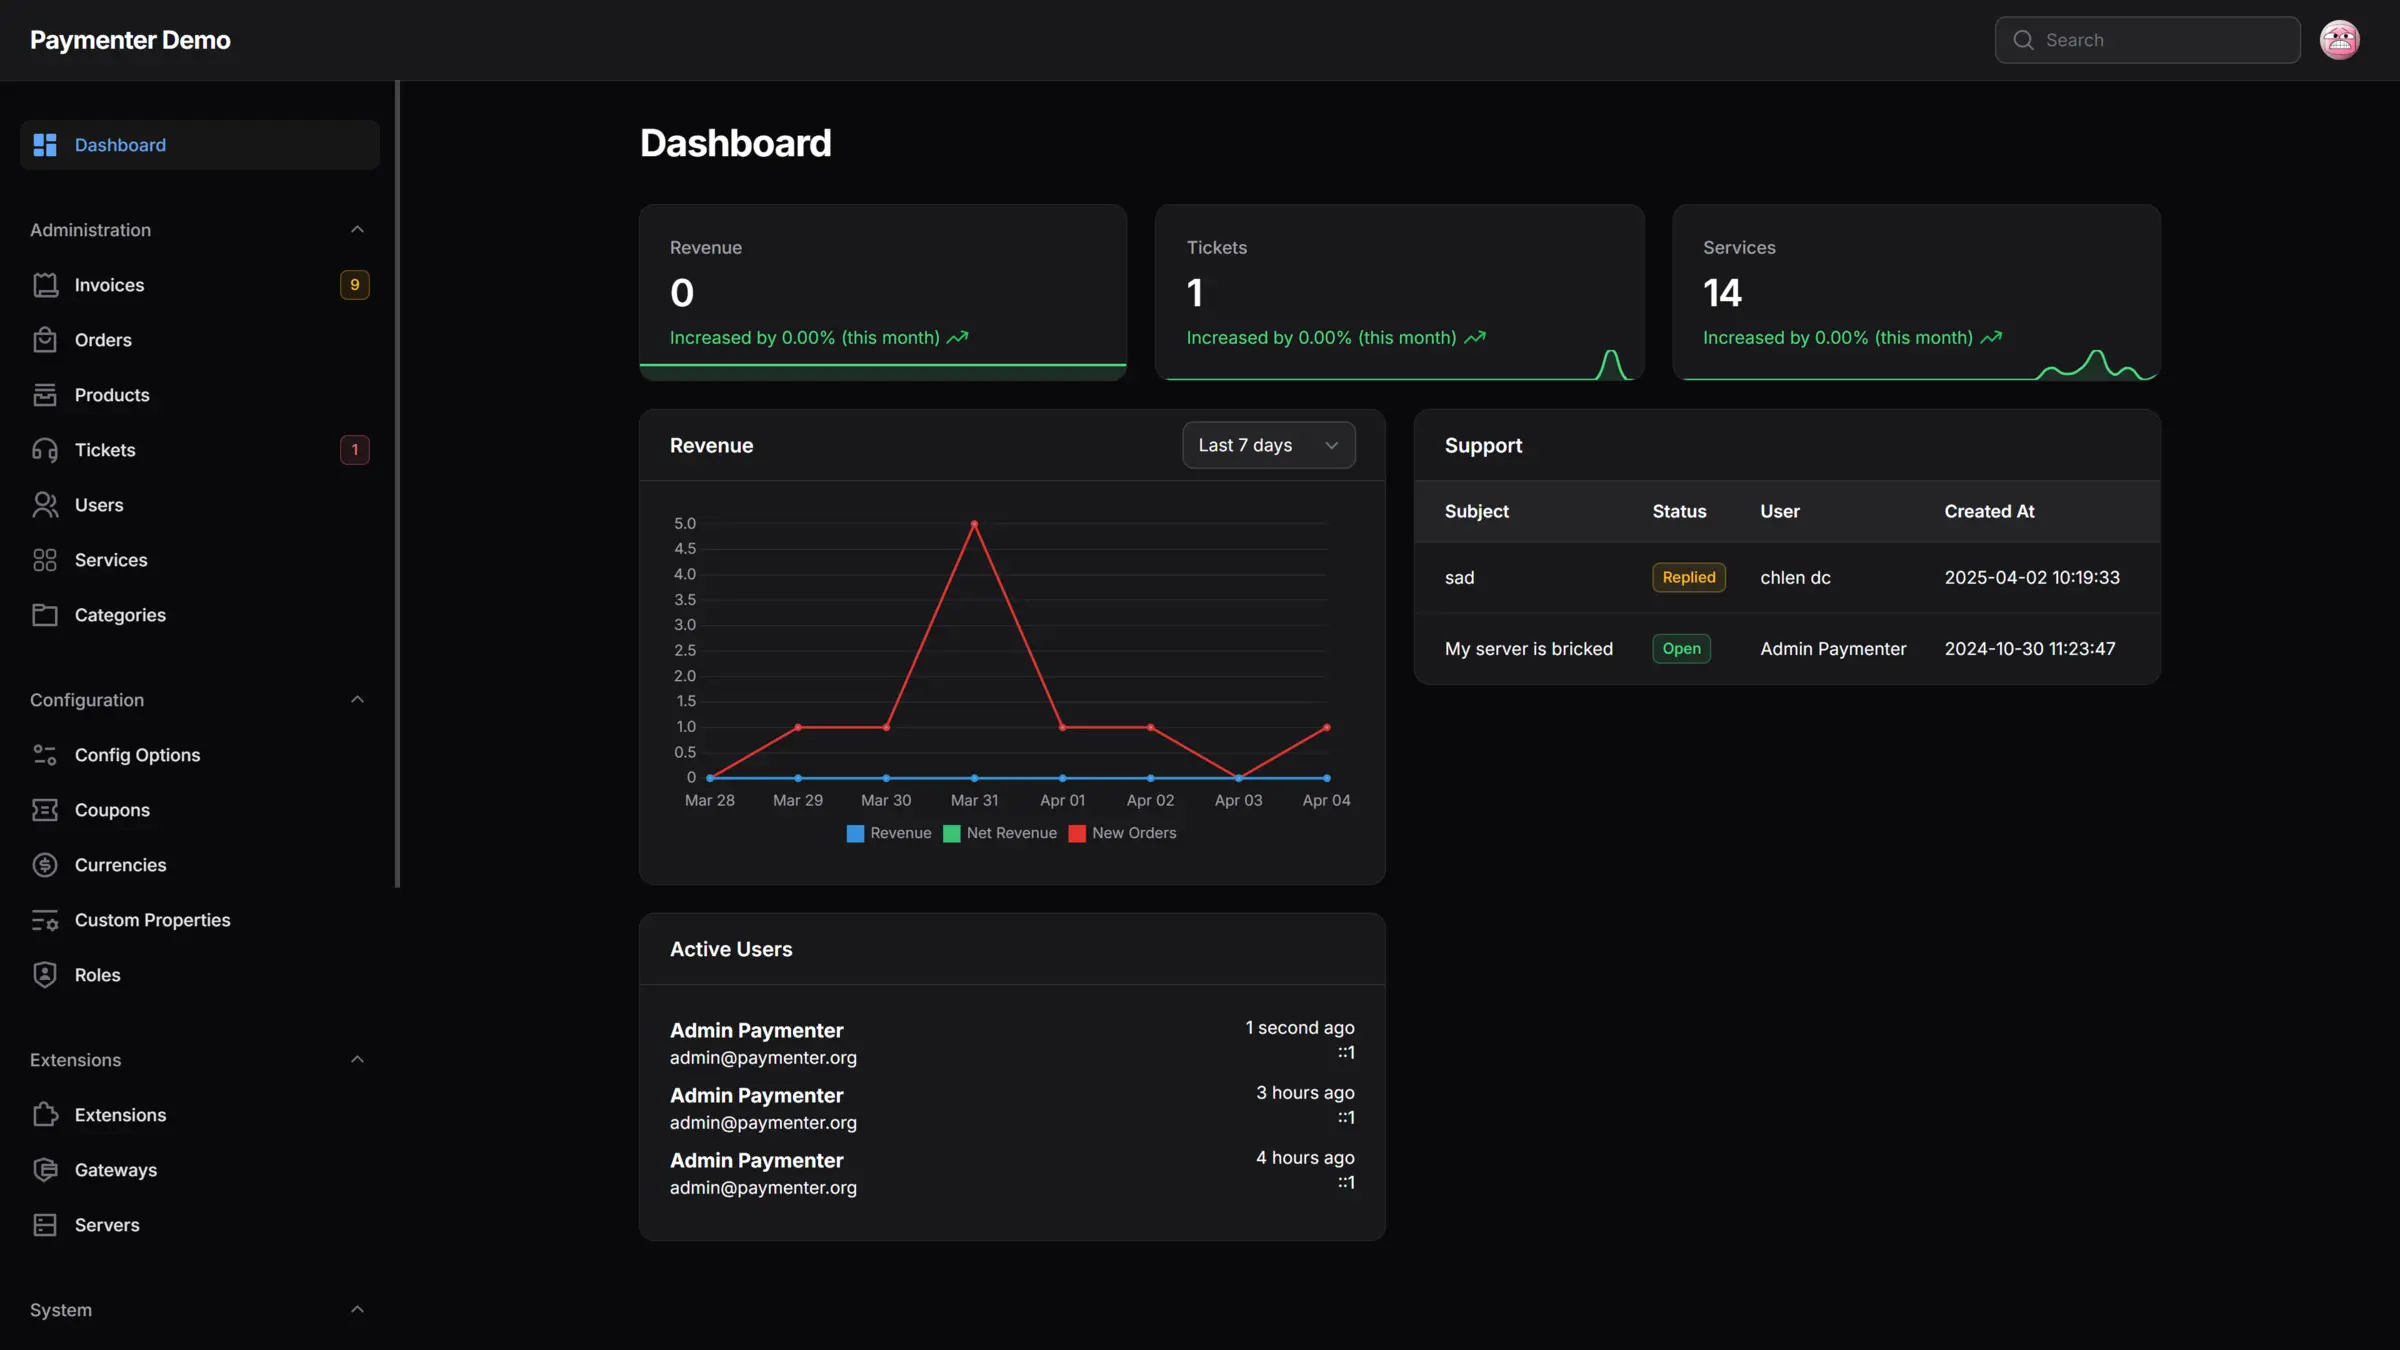 Paymenter Demo
Search
Dashboard
Administration
Invoices 9
Orders
Products
Tickets 1
Users
Services
Categories
Configuration
Config Options
Coupons
Currencies
Custom Properties
Roles
Extensions
Extensions
Gateways
Servers
System
Dashboard
Revenue
0
Increased by 0.00% (this month)
Tickets
1
Increased by 0.00% (this month)
Services
14
Increased by 0.00% (this month)
Revenue
Last 7 days
5.0
4.5
4.0
3.5
3.0
2.5
2.0
1.5
1.0
0.5
0
Mar 28 Mar 29 Mar 30 Mar 31 Apr 01 Apr 02 Apr 03 Apr 04
Revenue Net Revenue New Orders
Support
Subject Status User Created At
sad Replied chlen dc 2025-04-02 10:19:33
My server is bricked Open Admin Paymenter 2024-10-30 11:23:47
Active Users
Admin Paymenter 1 second ago
admin@paymenter.org ::1
Admin Paymenter 3 hours ago
admin@paymenter.org ::1
Admin Paymenter 4 hours ago
admin@paymenter.org ::1